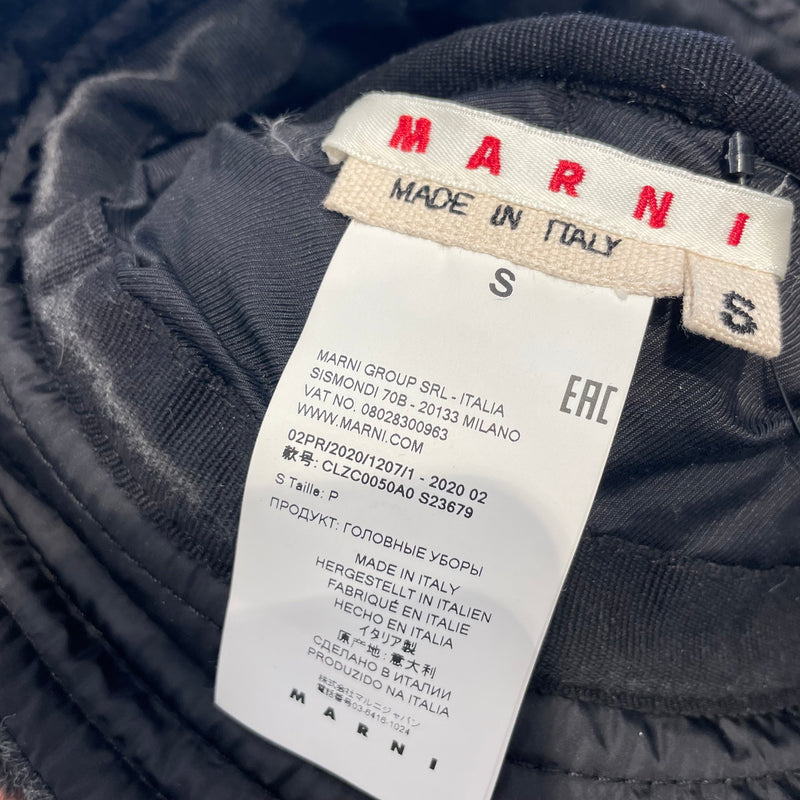 MARNI
MADE IN ITALY
S
S
MARNI GROUP SRL - ITALIA
SISMONDI 70B - 20133 MILANO
VAT NO. 08028300963
WWW.MARNI.COM
EAC
02PR/2020/1207/1 - 2020 02
款号: CLZC0050A0 S23679
S Taille: P
ПРОДУКТ: ГОЛОВНЫЕ УБОРЫ
MADE IN ITALY
HERGESTELLT IN ITALIEN
FABRIQUÉ EN ITALIE
HECHO EN ITALIA
イタリア製
原产地: 意大利
СДЕЛАНО В ИТАЛИИ
PRODUZIDO NA ITALIA
株式会社マルニジャパン
電話番号03-6416-1024
MARNI